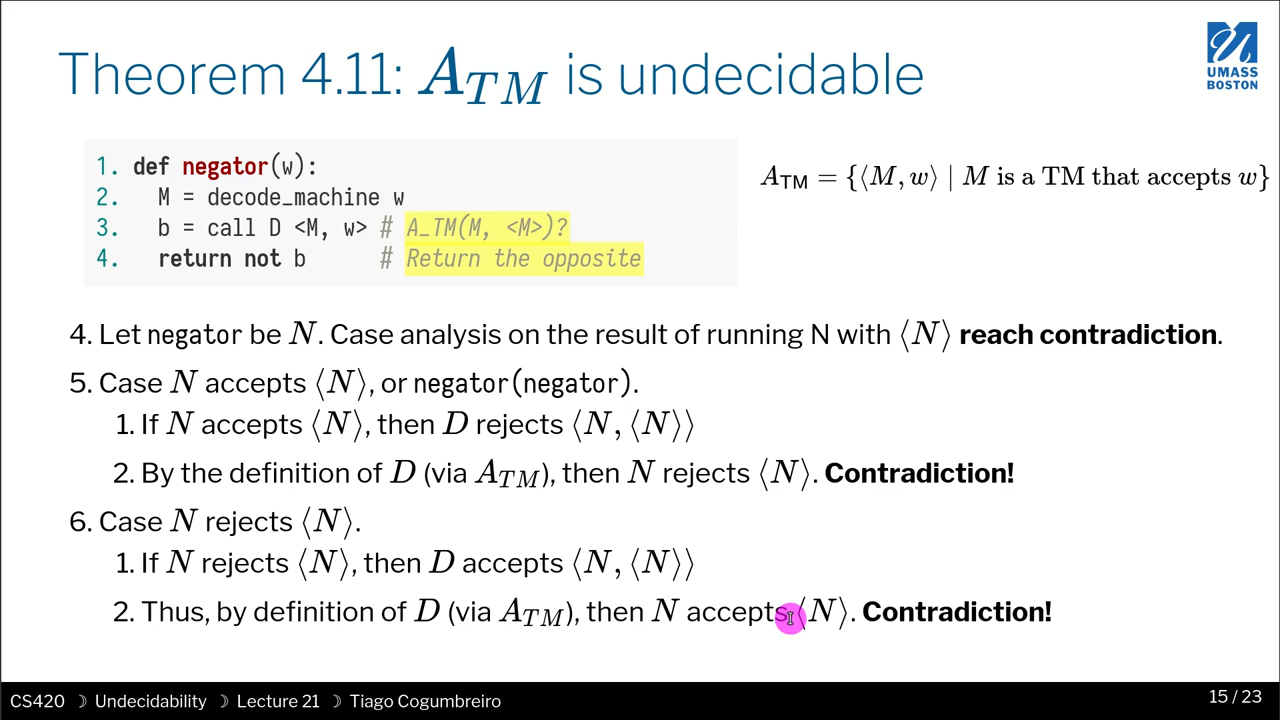 Theorem 4.11: A_TM is undecidable
UMASS
BOSTON
1. def negator(w):
2. M = decode_machine w
3. b = call D <M, w> # A_TM(M, <M>)?
4. return not b # Return the opposite
A_TM = {⟨M, w⟩ | M is a TM that accepts w}
4. Let negator be N. Case analysis on the result of running N with ⟨N⟩ reach contradiction.
5. Case N accepts ⟨N⟩, or negator(negator).
1. If N accepts ⟨N⟩, then D rejects ⟨N, ⟨N⟩⟩
2. By the definition of D (via A_TM), then N rejects ⟨N⟩. Contradiction!
6. Case N rejects ⟨N⟩.
1. If N rejects ⟨N⟩, then D accepts ⟨N, ⟨N⟩⟩
2. Thus, by definition of D (via A_TM), then N accepts ⟨N⟩. Contradiction!
CS420 ☽ Undecidability ☽ Lecture 21 ☽ Tiago Cogumbreiro
15 / 23